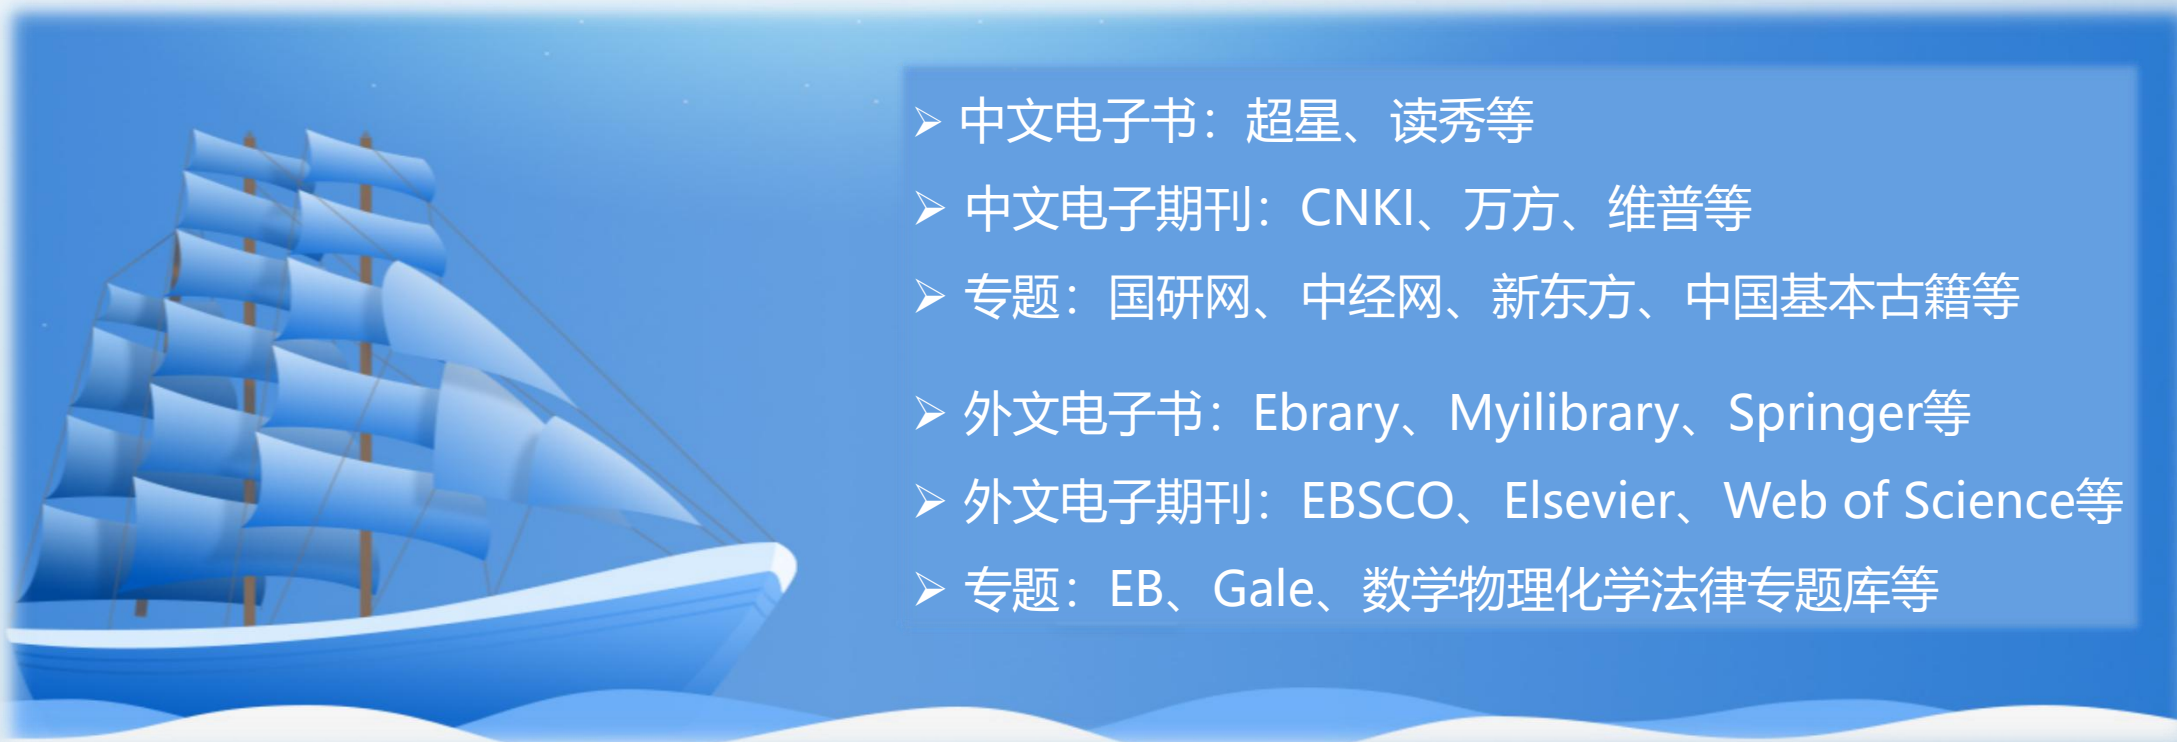 ➢ 中文电子书：超星、读秀等
➢ 中文电子期刊：CNKI、万方、维普等
➢ 专题：国研网、中经网、新东方、中国基本古籍等
➢ 外文电子书：Ebrary、Myilibrary、Springer等
➢ 外文电子期刊：EBSCO、Elsevier、Web of Science等
➢ 专题：EB、Gale、数学物理化学法律专题库等